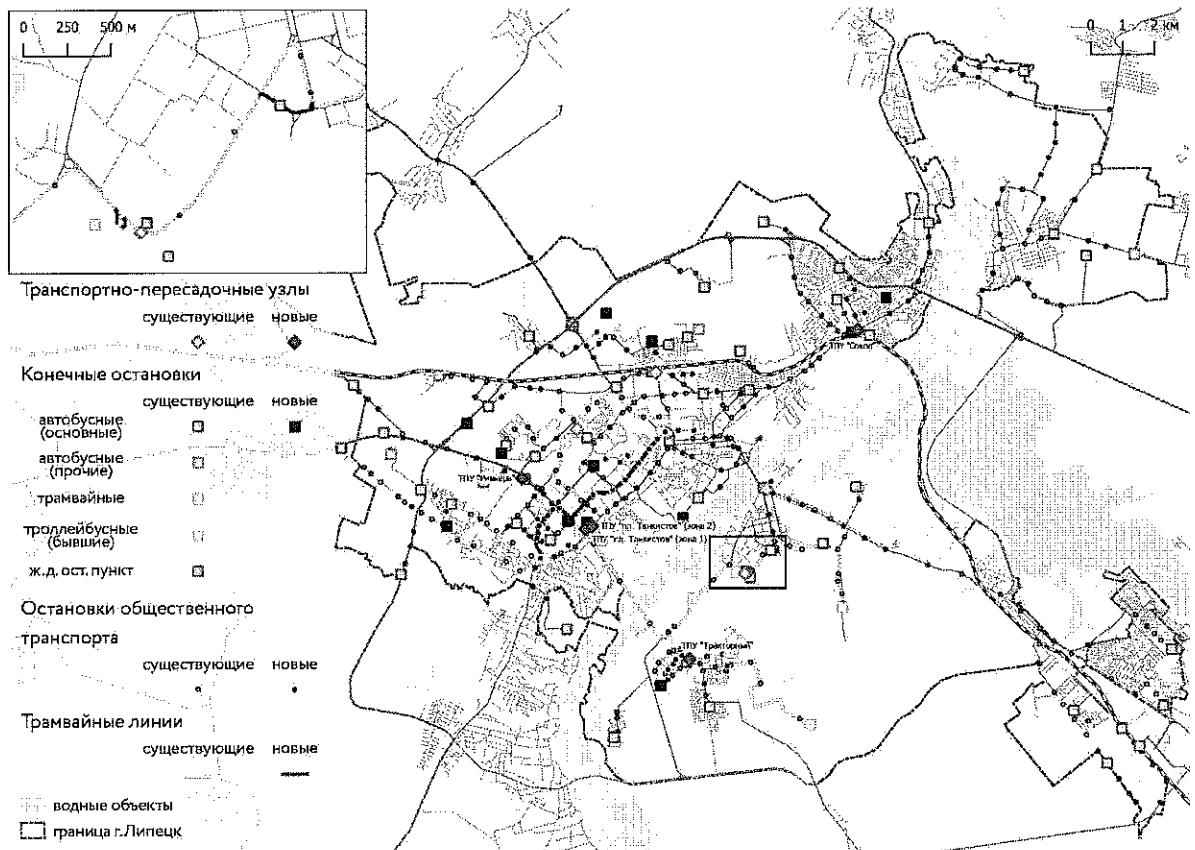 0 250 500 м
0 1 2 км
Транспортно-пересадочные узлы
существующие новые
Конечные остановки
существующие новые
автобусные
(основные)
автобусные
(прочие)
трамвайные
троллейбусные
(бывшие)
ж.д. ост. пункт
Остановки общественного
транспорта
существующие новые
Трамвайные линии
существующие новые
водные объекты
граница г.Липецк
ТПУ "Сокол"
ТПУ "пл. Танкистов" (зона 2)
ТПУ "пл. Танкистов" (зона 1)
ТПУ "Тракторный"